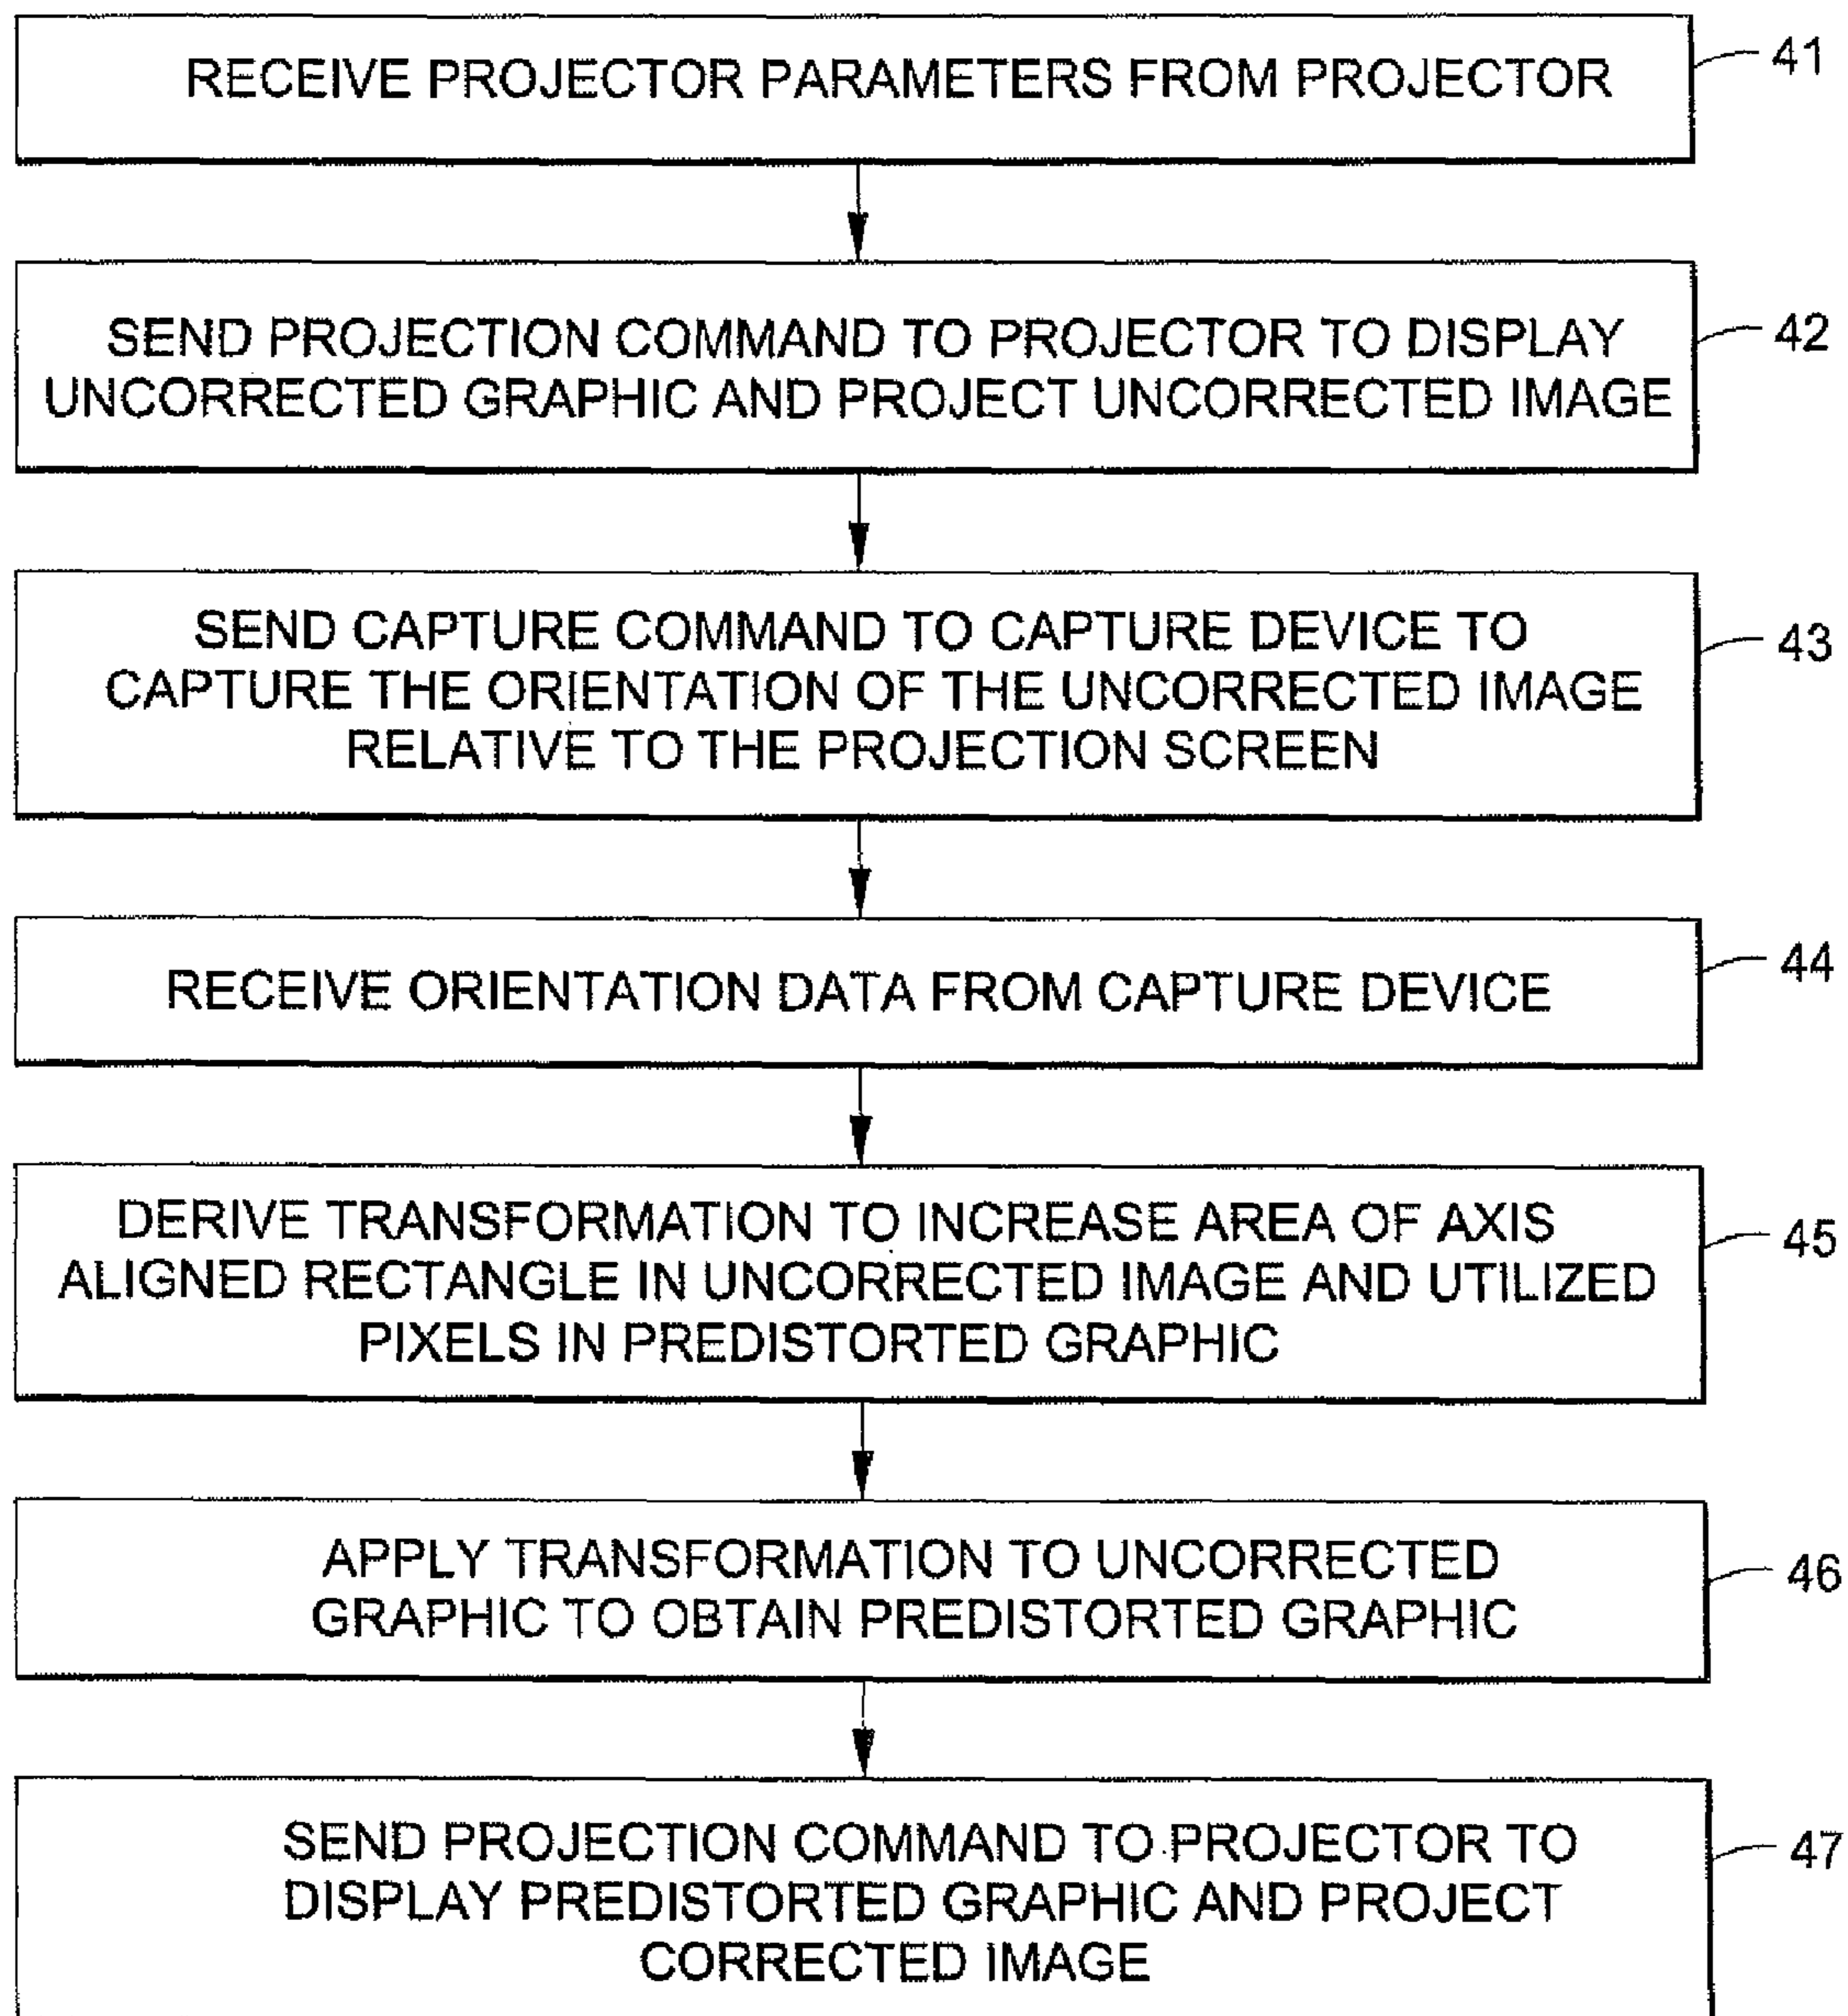 RECEIVE PROJECTOR PARAMETERS FROM PROJECTOR
41
SEND PROJECTION COMMAND TO PROJECTOR TO DISPLAY
UNCORRECTED GRAPHIC AND PROJECT UNCORRECTED IMAGE
42
SEND CAPTURE COMMAND TO CAPTURE DEVICE TO
CAPTURE THE ORIENTATION OF THE UNCORRECTED IMAGE
RELATIVE TO THE PROJECTION SCREEN
43
RECEIVE ORIENTATION DATA FROM CAPTURE DEVICE
44
DERIVE TRANSFORMATION TO INCREASE AREA OF AXIS
ALIGNED RECTANGLE IN UNCORRECTED IMAGE AND UTILIZED
PIXELS IN PREDISTORTED GRAPHIC
45
APPLY TRANSFORMATION TO UNCORRECTED
GRAPHIC TO OBTAIN PREDISTORTED GRAPHIC
46
SEND PROJECTION COMMAND TO PROJECTOR TO
DISPLAY PREDISTORTED GRAPHIC AND PROJECT
CORRECTED IMAGE
47